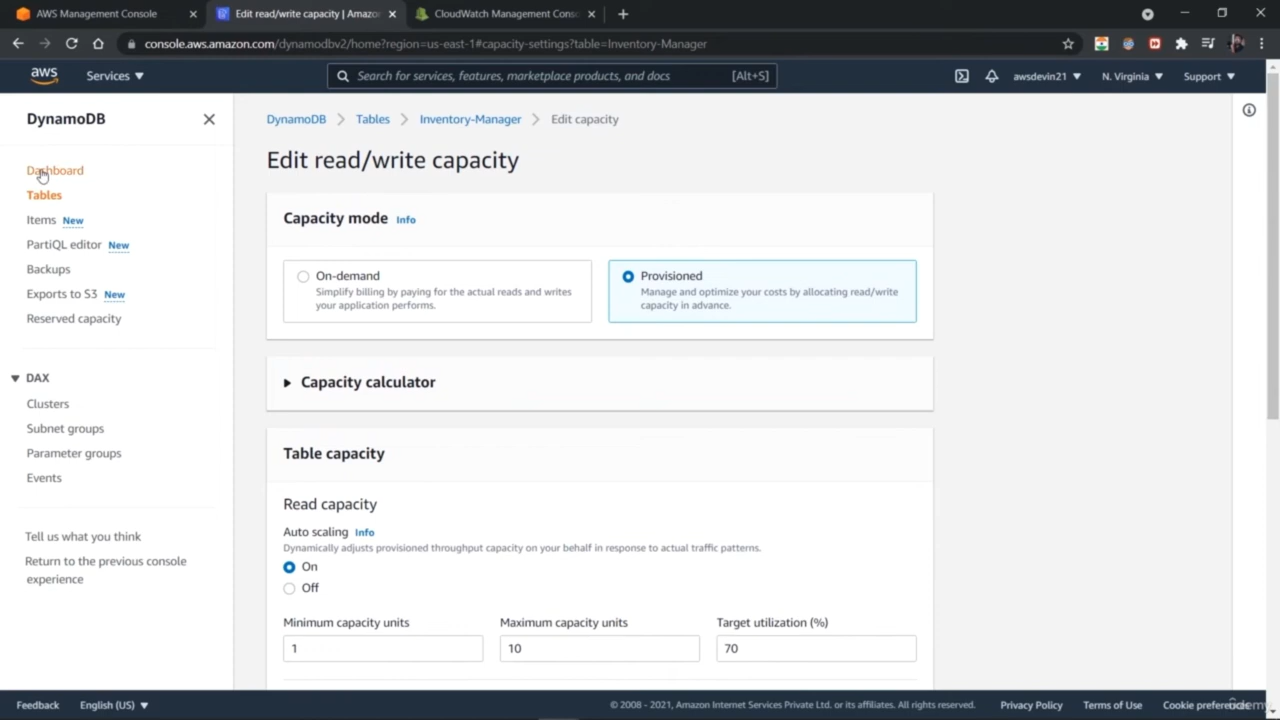 AWS Management Console
Edit read/write capacity | Amazon
CloudWatch Management Conso
console.aws.amazon.com/dynamodbv2/home?region=us-east-1#capacity-settings?table=Inventory-Manager
aws
Services
Search for services, features, marketplace products, and docs
[Alt+S]
awsdevin21
N. Virginia
Support
DynamoDB
Dashboard
Tables
Items New
PartiQL editor New
Backups
Exports to S3 New
Reserved capacity
DAX
Clusters
Subnet groups
Parameter groups
Events
Tell us what you think
Return to the previous console
experience
DynamoDB > Tables > Inventory-Manager > Edit capacity
Edit read/write capacity
Capacity mode Info
On-demand
Simplify billing by paying for the actual reads and writes
your application performs.
Provisioned
Manage and optimize your costs by allocating read/write
capacity in advance.
Capacity calculator
Table capacity
Read capacity
Auto scaling Info
Dynamically adjusts provisioned throughput capacity on your behalf in response to actual traffic patterns.
On
Off
Minimum capacity units
Maximum capacity units
Target utilization (%)
1
10
70
Feedback
English (US)
© 2008 - 2021, Amazon Internet Services Private Ltd. or its affiliates. All rights reserved.
Privacy Policy
Terms of Use
Cookie preferences